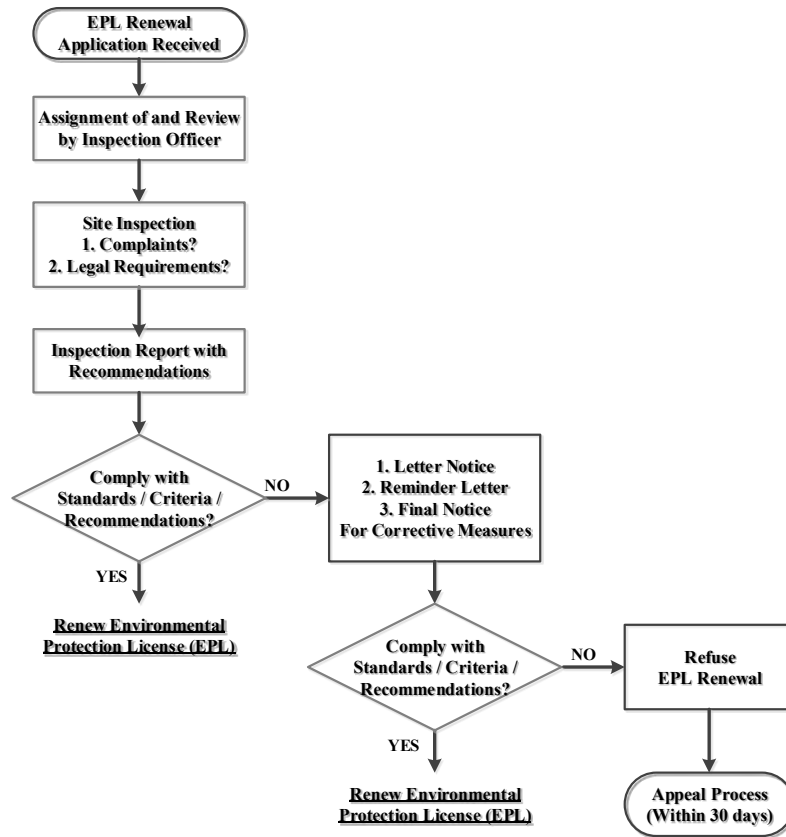 EPL Renewal
Application Received
Assignment of and Review
by Inspection Officer
Site Inspection
1. Complaints?
2. Legal Requirements?
Inspection Report with
Recommendations
Comply with
Standards / Criteria /
Recommendations?
NO
YES
Renew Environmental
Protection License (EPL)
1. Letter Notice
2. Reminder Letter
3. Final Notice
For Corrective Measures
Comply with
Standards / Criteria /
Recommendations?
NO
YES
Renew Environmental
Protection License (EPL)
Refuse
EPL Renewal
Appeal Process
(Within 30 days)